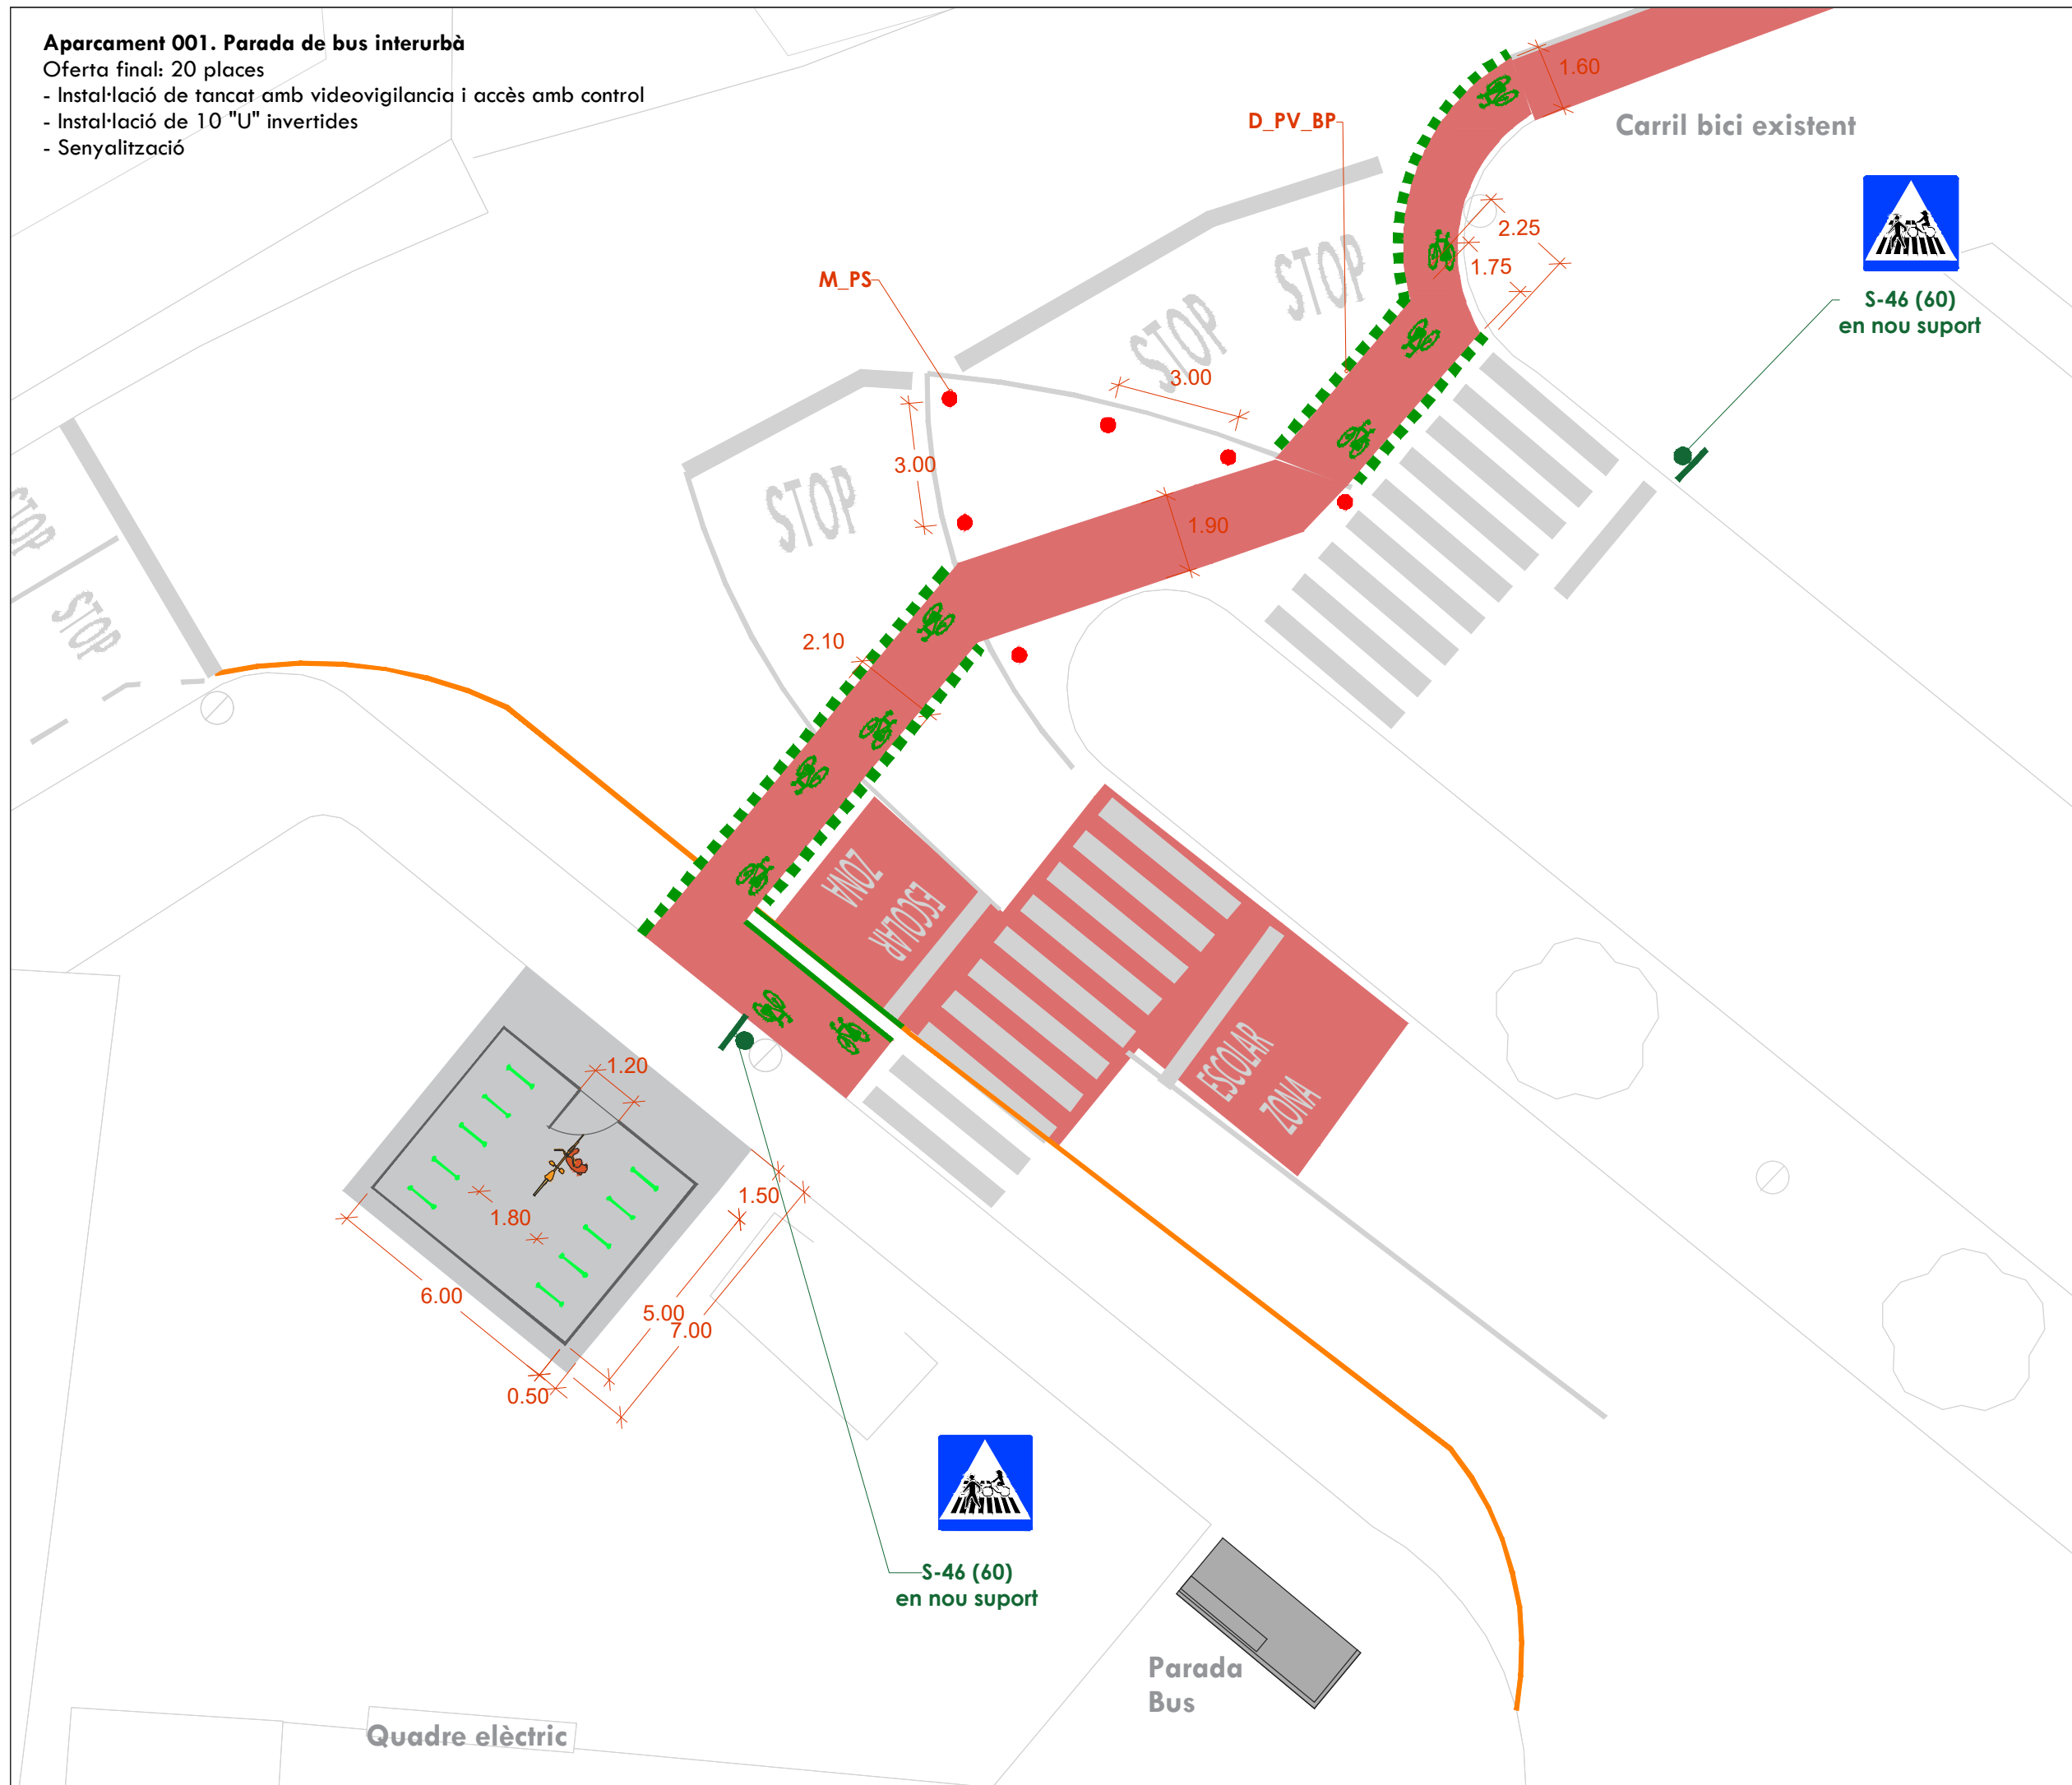 Aparcament 001. Parada de bus interurbà
Oferta final: 20 places
- Instal·lació de tancat amb videovigilancia i accès amb control
- Instal·lació de 10 "U" invertides
- Senyalització
1.60
Carril bici existent
D_PV_BP
2.25
1.75
S-46 (60)
en nou suport
M_PS
STOP
STOP
3.00
3.00
STOP
1.90
STOP
STOP
2.10
ZONA
ESCOLAR
ESCOLAR
ZONA
1.20
1.80
1.50
6.00
5.00
7.00
0.50
S-46 (60)
en nou suport
Parada
Bus
Quadre elèctric